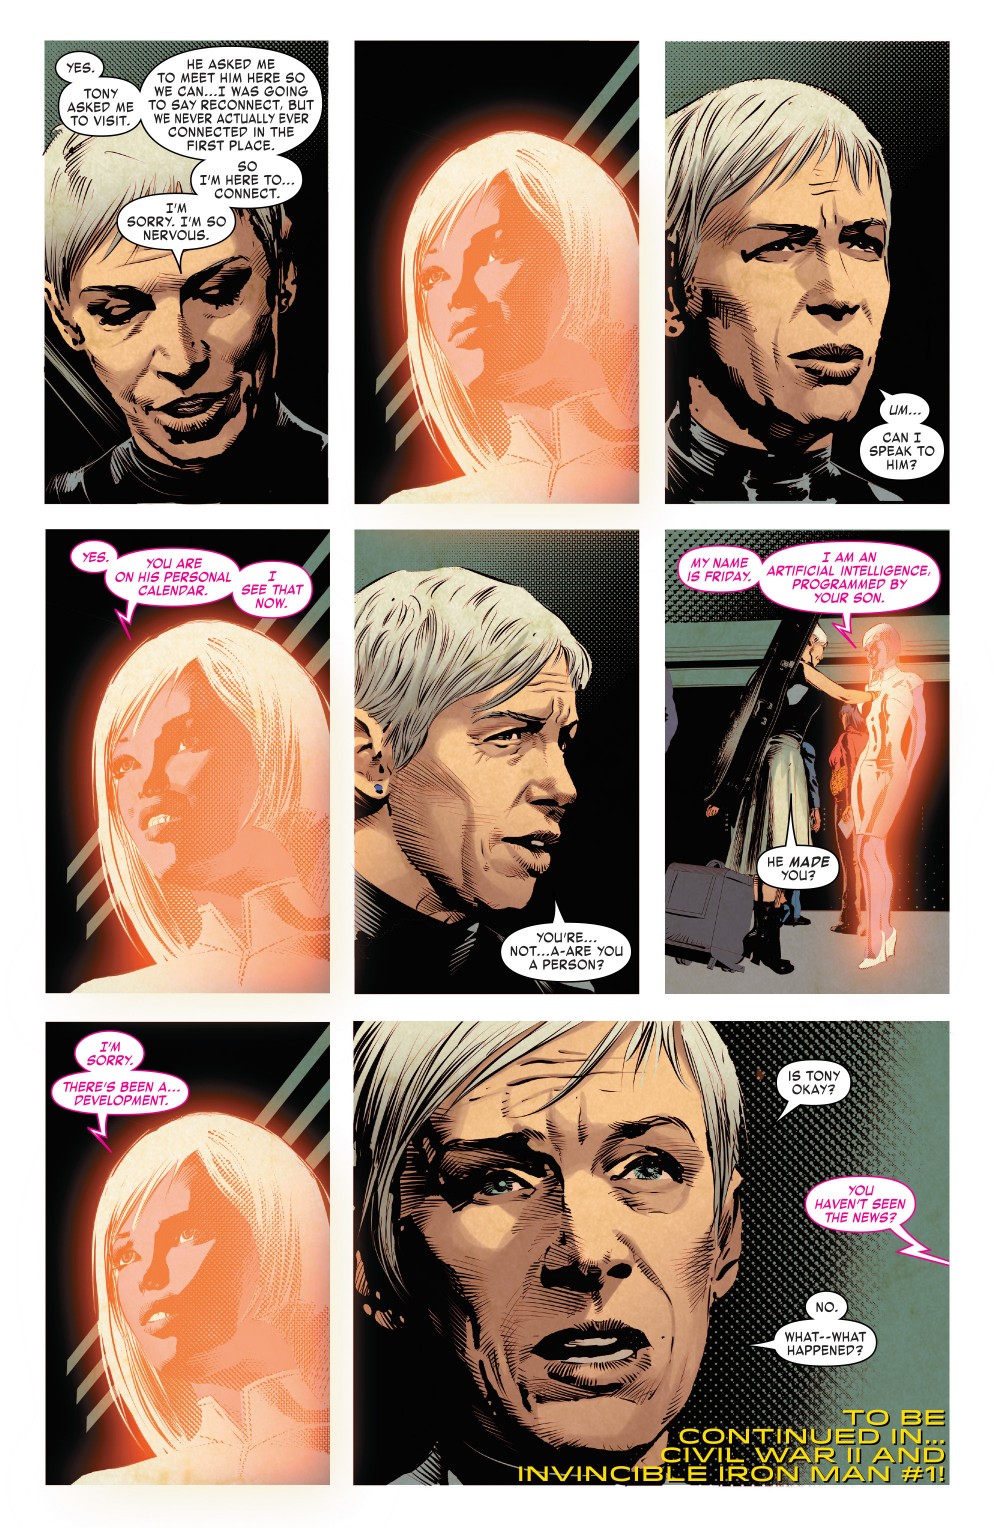 YES.
TONY
ASKED ME
TO VISIT.
HE ASKED ME
TO MEET HIM HERE SO
WE CAN...I WAS GOING
TO SAY RECONNECT, BUT
WE NEVER ACTUALLY EVER
CONNECTED IN THE
FIRST PLACE.
SO
I'M HERE TO...
CONNECT.
I'M
SORRY. I'M SO
NERVOUS.
UM...
CAN I
SPEAK TO
HIM?
YES.
YOU ARE
ON HIS PERSONAL
CALENDAR.
I
SEE THAT
NOW.
YOU'RE...
NOT...A-ARE YOU
A PERSON?
MY NAME
IS FRIDAY.
I AM AN
ARTIFICIAL INTELLIGENCE,
PROGRAMMED BY
YOUR SON.
HE MADE
YOU?
I'M
SORRY.
THERE'S BEEN A...
DEVELOPMENT.
IS TONY
OKAY?
YOU
HAVEN'T SEEN
THE NEWS?
NO.
WHAT--WHAT
HAPPENED?
TO BE
CONTINUED IN...
CIVIL WAR II AND
INVINCIBLE IRON MAN #1!